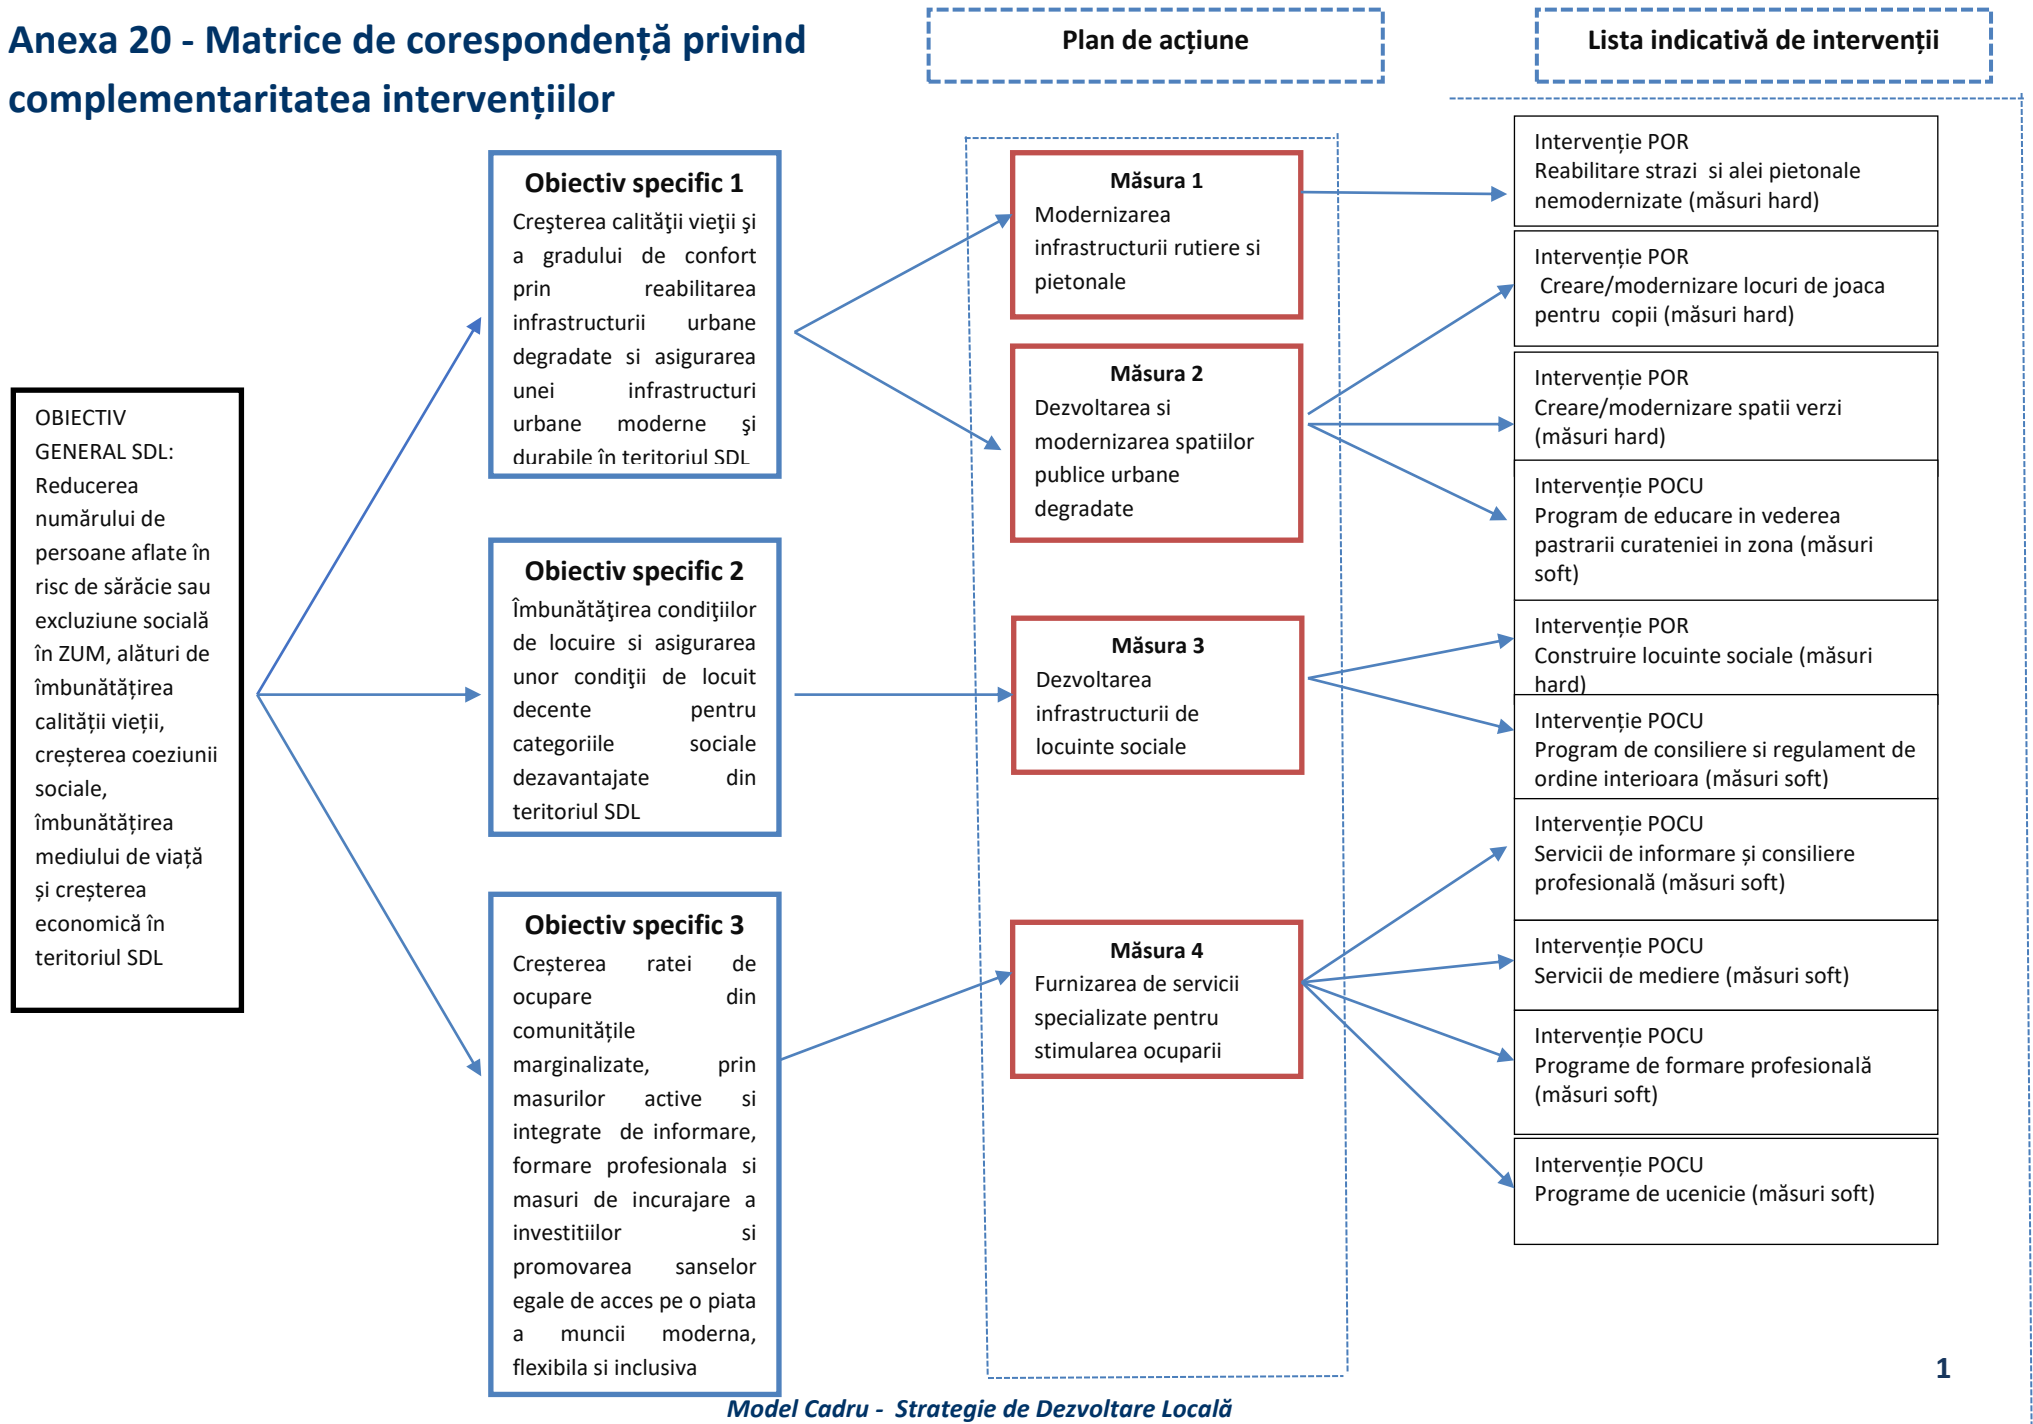 Anexa 20 - Matrice de corespondență privind
complementaritatea intervențiilor
Plan de acțiune
Lista indicativă de intervenții
OBIECTIV
GENERAL SDL:
Reducerea
numărului de
persoane aflate în
risc de sărăcie sau
excluziune socială
în ZUM, alături de
îmbunătățirea
calității vieții,
creșterea coeziunii
sociale,
îmbunătățirea
mediului de viață
și creșterea
economică în
teritoriul SDL
Obiectiv specific 1
Creşterea calităţii vieţii şi
a gradului de confort
prin reabilitarea
infrastructurii urbane
degradate si asigurarea
unei infrastructuri
urbane moderne şi
durabile în teritoriul SDL
Obiectiv specific 2
Îmbunătăţirea condiţiilor
de locuire si asigurarea
unor condiţii de locuit
decente pentru
categoriile sociale
dezavantajate din
teritoriul SDL
Obiectiv specific 3
Creșterea ratei de
ocupare din
comunitățile
marginalizate, prin
masurilor active si
integrate de informare,
formare profesionala si
masuri de incurajare a
investitiilor si
promovarea sanselor
egale de acces pe o piata
a muncii moderna,
flexibila si inclusiva
Măsura 1
Modernizarea
infrastructurii rutiere si
pietonale
Măsura 2
Dezvoltarea si
modernizarea spatiilor
publice urbane
degradate
Măsura 3
Dezvoltarea
infrastructurii de
locuinte sociale
Măsura 4
Furnizarea de servicii
specializate pentru
stimularea ocuparii
Intervenție POR
Reabilitare strazi si alei pietonale
nemodernizate (măsuri hard)
Intervenție POR
Creare/modernizare locuri de joaca
pentru copii (măsuri hard)
Intervenție POR
Creare/modernizare spatii verzi
(măsuri hard)
Intervenție POCU
Program de educare in vederea
pastrarii curateniei in zona (măsuri
soft)
Intervenție POR
Construire locuinte sociale (măsuri
hard)
Intervenție POCU
Program de consiliere si regulament de
ordine interioara (măsuri soft)
Intervenție POCU
Servicii de informare și consiliere
profesională (măsuri soft)
Intervenție POCU
Servicii de mediere (măsuri soft)
Intervenție POCU
Programe de formare profesională
(măsuri soft)
Intervenție POCU
Programe de ucenicie (măsuri soft)
1
Model Cadru - Strategie de Dezvoltare Locală